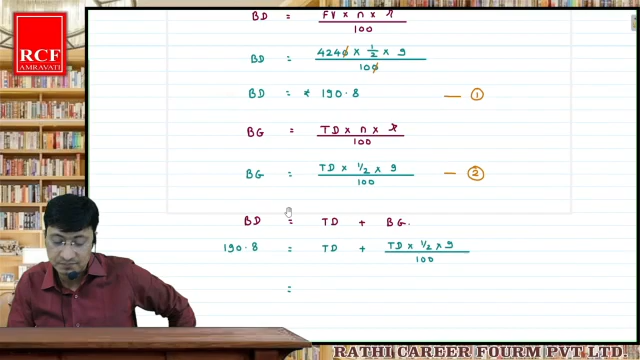 RCF
AMRAVATI
BD = FV × n × r / 100
BD = 4240 × 1/2 × 9 / 100
BD = ₹ 190.8 — ①
BG = TD × n × r / 100
BG = TD × 1/2 × 9 / 100 — ②
BD = TD + BG.
190.8 = TD + TD × 1/2 × 9 / 100
=
RATHI CAREER FOURM PVT LTD